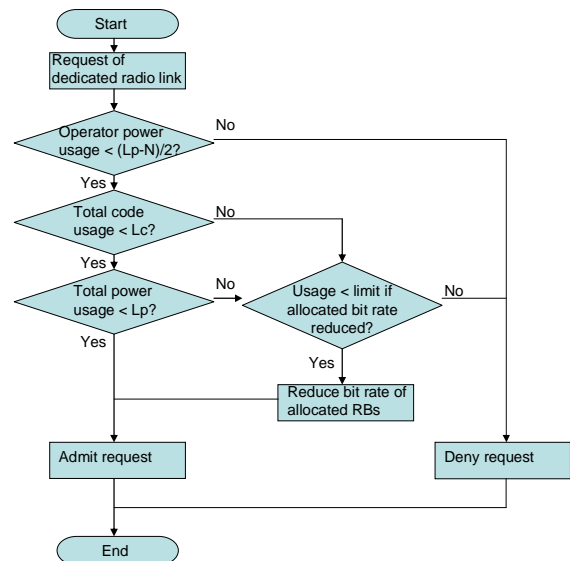 Start
Request of
dedicated radio link
Operator power
usage < (Lp-N)/2?
No
Yes
Total code
usage < Lc?
No
Yes
Total power
usage < Lp?
No
Usage < limit if
allocated bit rate
reduced?
No
Yes
Yes
Reduce bit rate of
allocated RBs
Admit request
Deny request
End